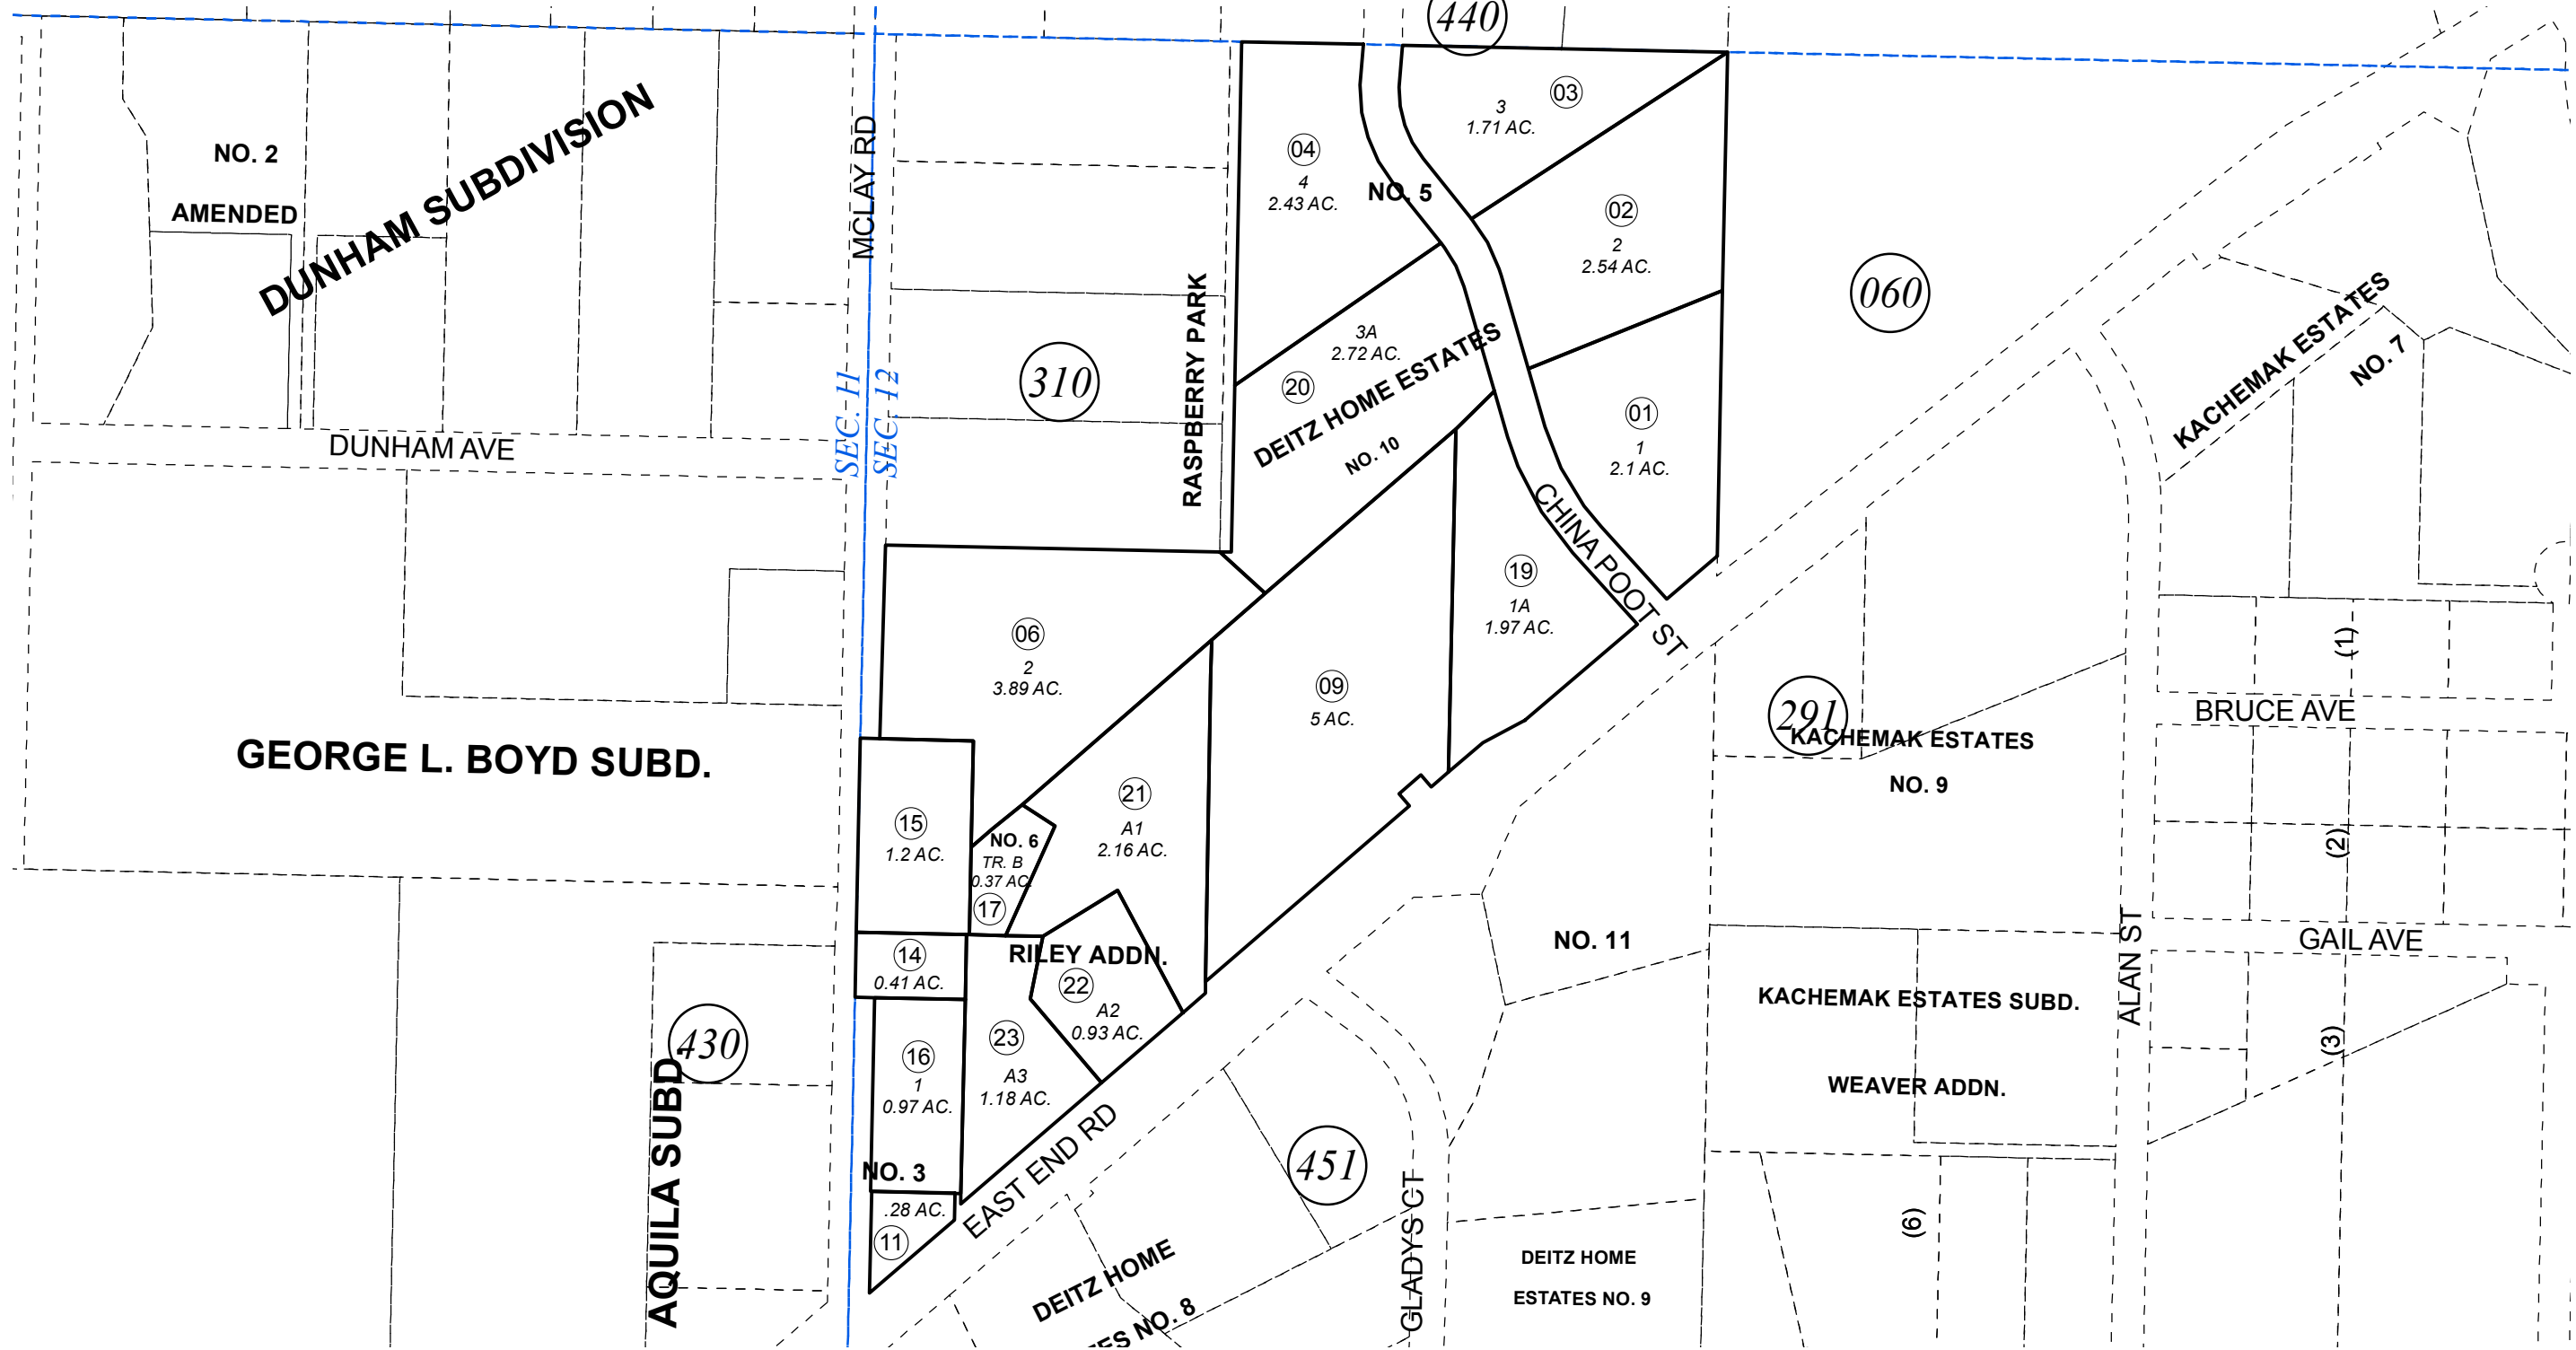 440
NO. 2
AMENDED
DUNHAM SUBDIVISION
MCLAY RD
SEC. 11
SEC. 12
DUNHAM AVE
310
RASPBERRY PARK
04
4
2.43 AC.
NO. 5
03
3
1.71 AC.
02
2
2.54 AC.
060
3A
2.72 AC.
20
DEITZ HOME ESTATES
NO. 10
01
1
2.1 AC.
CHINA POOT ST
KACHEMAK ESTATES
NO. 7
06
2
3.89 AC.
09
5 AC.
19
1A
1.97 AC.
291
KACHEMAK ESTATES
NO. 9
(1)
BRUCE AVE
(2)
GAIL AVE
(3)
ALAN ST
GEORGE L. BOYD SUBD.
15
1.2 AC.
NO. 6
TR. B
0.37 AC.
17
21
A1
2.16 AC.
14
0.41 AC.
RILEY ADDN.
22
A2
0.93 AC.
23
A3
1.18 AC.
16
1
0.97 AC.
NO. 3
.28 AC.
11
EAST END RD
430
AQUILA SUBD.
NO. 11
KACHEMAK ESTATES SUBD.
WEAVER ADDN.
451
GLADYS CT
DEITZ HOME
ES NO. 8
DEITZ HOME
ESTATES NO. 9
(6)